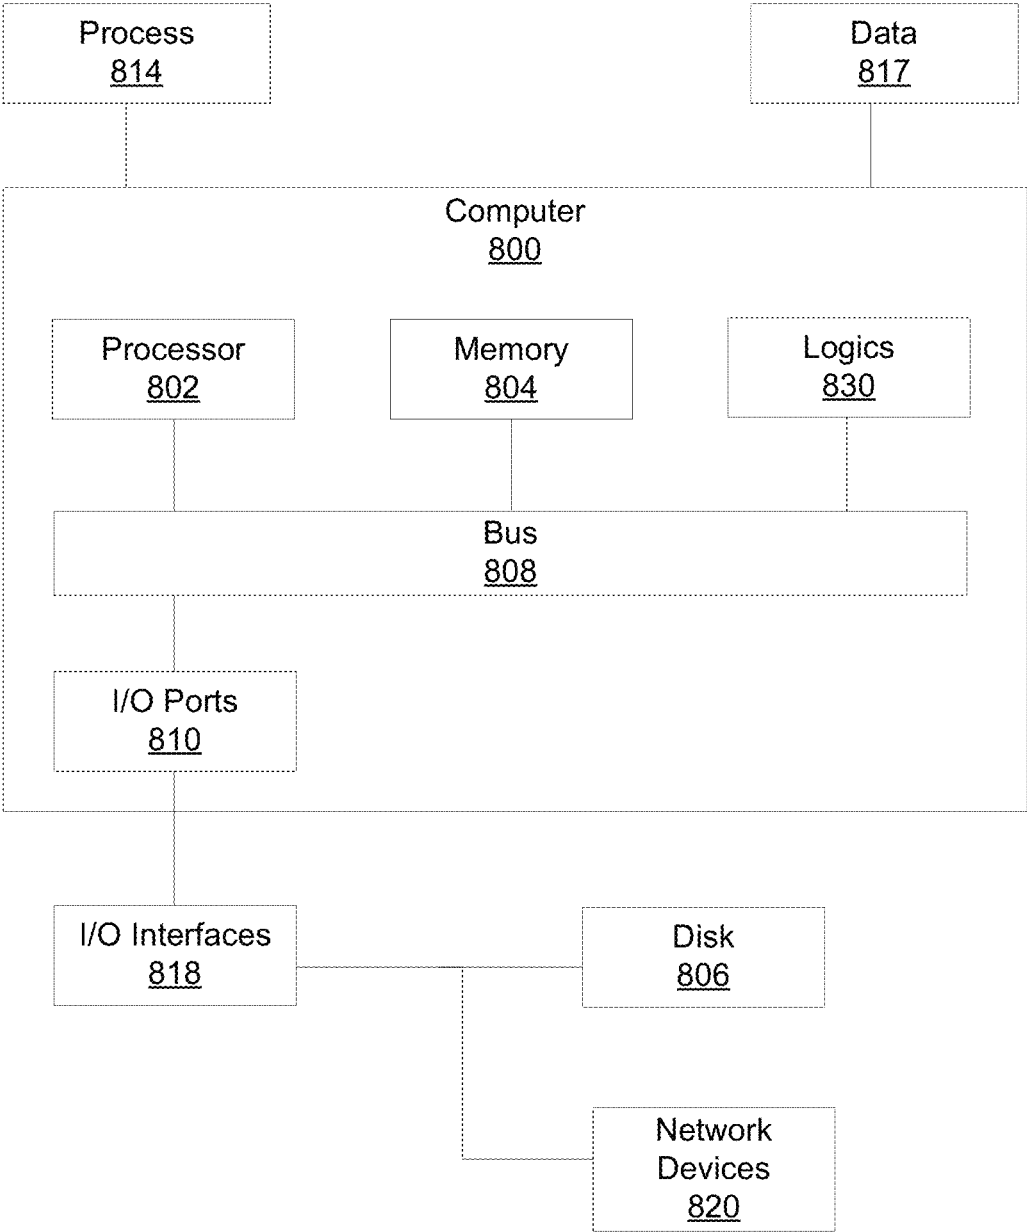 Process
814
Data
817
Computer
800
Processor
802
Memory
804
Logics
830
Bus
808
I/O Ports
810
I/O Interfaces
818
Disk
806
Network
Devices
820